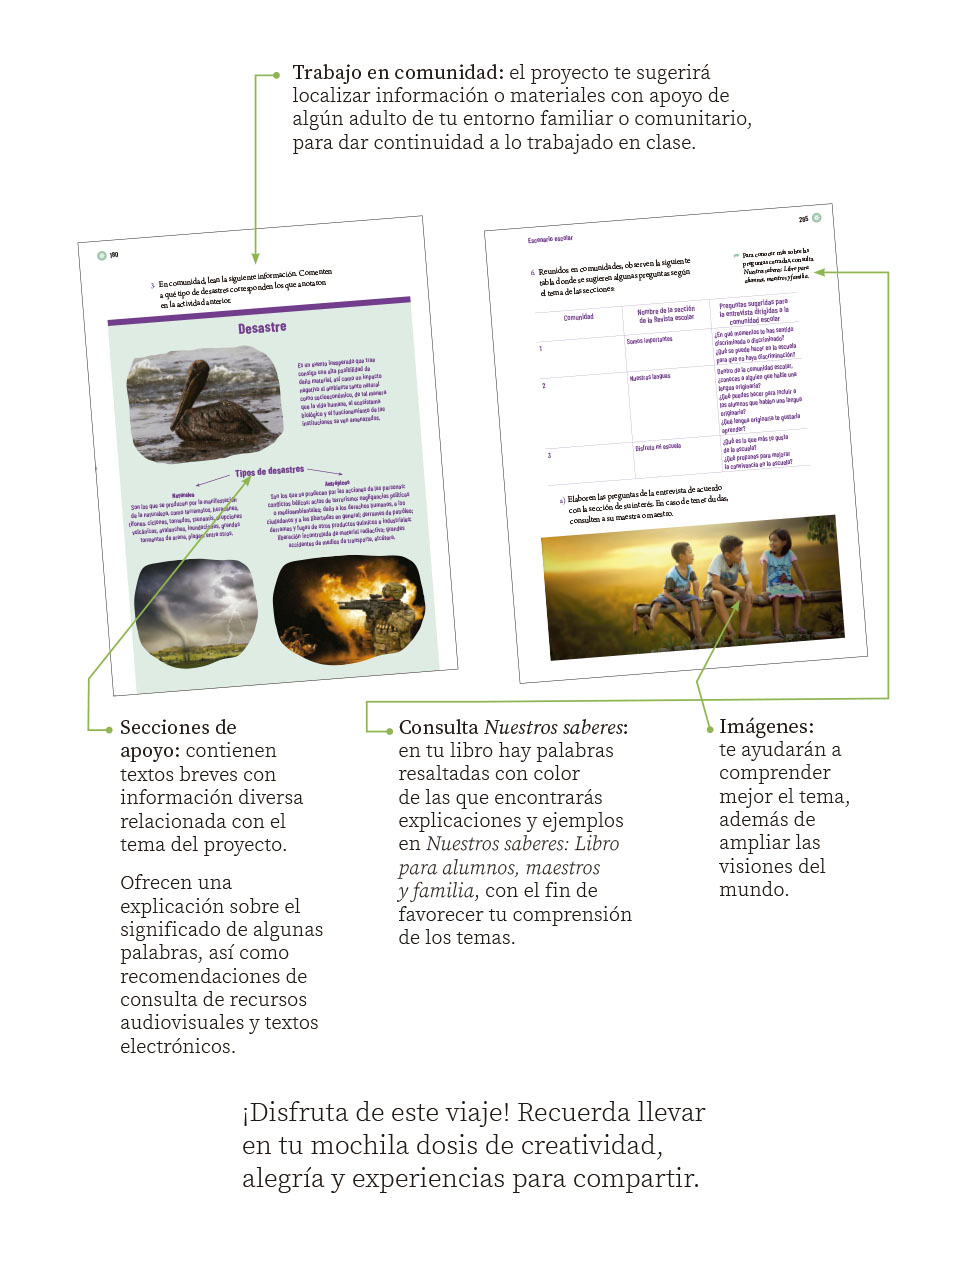 Trabajo en comunidad: el proyecto te sugerirá
localizar información o materiales con apoyo de
algún adulto de tu entorno familiar o comunitario,
para dar continuidad a lo trabajado en clase.
190
3. En comunidad, lean la siguiente información. Comenten
a qué tipo de desastres corresponden los que anotaron
en la actividad anterior.
Desastre
Es un evento inesperado que trae
consigo una alta posibilidad de
daño material, así como un impacto
negativo al ambiente tanto natural
como socioeconómico, de tal manera
que la vida humana, el ecosistema
biológico y el funcionamiento de las
instituciones se ven amenazados.
Tipos de desastres
Naturales
Son los que se producen por la manifestación
de la naturaleza, como terremotos, huracanes,
tifones, ciclones, tornados, tsunamis, erupciones
volcánicas, avalanchas, inundaciones, grandes
tormentas de arena, plagas, entre otros.
Antrópicos
Son los que se producen por las acciones de las personas:
conflictos bélicos; actos de terrorismo; negligencias políticas
o medioambientales; daño a los derechos humanos, a los
ciudadanos y a las libertades en general; derrames de petróleo;
derrames y fugas de otros productos químicos e industriales;
liberación incontrolada de material radiactivo; grandes
accidentes de medios de transporte, etcétera.
Escenario escolar
205
6. Reunidos en comunidades, observen la siguiente
tabla donde se sugieren algunas preguntas según
el tema de las secciones:
Para conocer más sobre las
preguntas cerradas, consulta
Nuestros saberes: Libro para
alumnos, maestros y familia.
Comunidad
Nombre de la sección
de la Revista escolar
Preguntas sugeridas para
la entrevista dirigidas a la
comunidad escolar
1
Somos importantes
¿En qué momentos te has sentido
discriminada o discriminado?
¿Qué se puede hacer en la escuela
para que no haya discriminación?
2
Nuestras lenguas
Dentro de la comunidad escolar,
¿conoces a alguien que hable una
lengua originaria?
¿Qué puedes hacer para incluir a
los alumnos que hablan una lengua
originaria?
¿Qué lengua originaria te gustaría
aprender?
3
Disfruto mi escuela
¿Qué es lo que más te gusta
de la escuela?
¿Qué propones para mejorar
la convivencia en la escuela?
a) Elaboren las preguntas de la entrevista de acuerdo
con la sección de su interés. En caso de tener dudas,
consulten a su maestra o maestro.
Secciones de
apoyo: contienen
textos breves con
información diversa
relacionada con el
tema del proyecto.
Ofrecen una
explicación sobre el
significado de algunas
palabras, así como
recomendaciones de
consulta de recursos
audiovisuales y textos
electrónicos.
Consulta Nuestros saberes:
en tu libro hay palabras
resaltadas con color
de las que encontrarás
explicaciones y ejemplos
en Nuestros saberes: Libro
para alumnos, maestros
y familia, con el fin de
favorecer tu comprensión
de los temas.
Imágenes:
te ayudarán a
comprender
mejor el tema,
además de
ampliar las
visiones del
mundo.
¡Disfruta de este viaje! Recuerda llevar
en tu mochila dosis de creatividad,
alegría y experiencias para compartir.